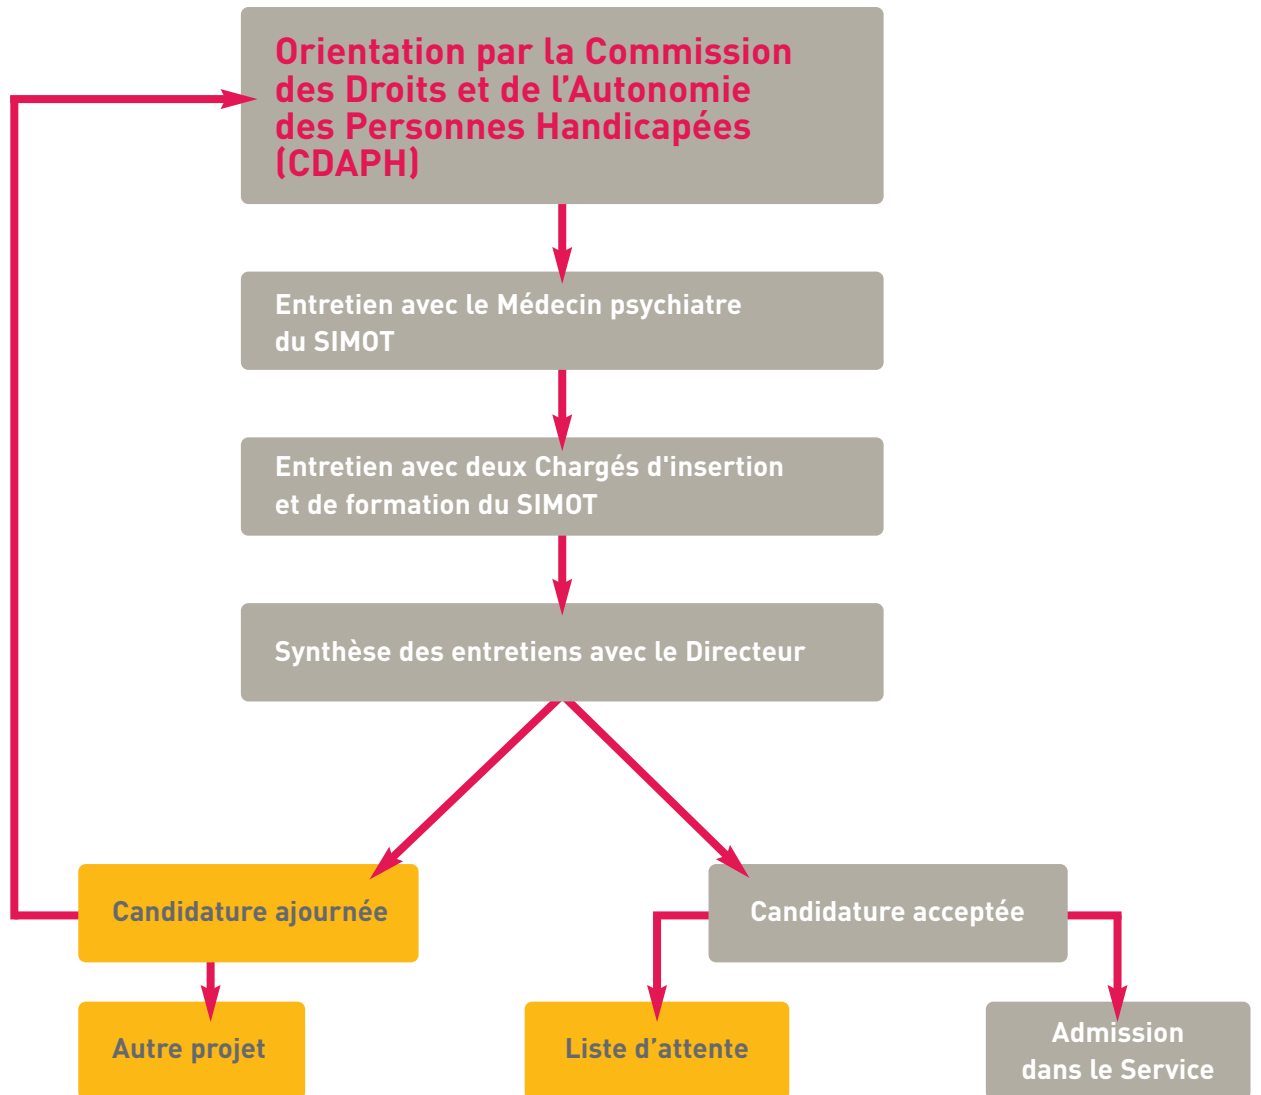 Orientation par la Commission
des Droits et de l’Autonomie
des Personnes Handicapées
(CDAPH)
Entretien avec le Médecin psychiatre
du SIMOT
Entretien avec deux Chargés d'insertion
et de formation du SIMOT
Synthèse des entretiens avec le Directeur
Candidature ajournée
Candidature acceptée
Autre projet
Liste d’attente
Admission
dans le Service